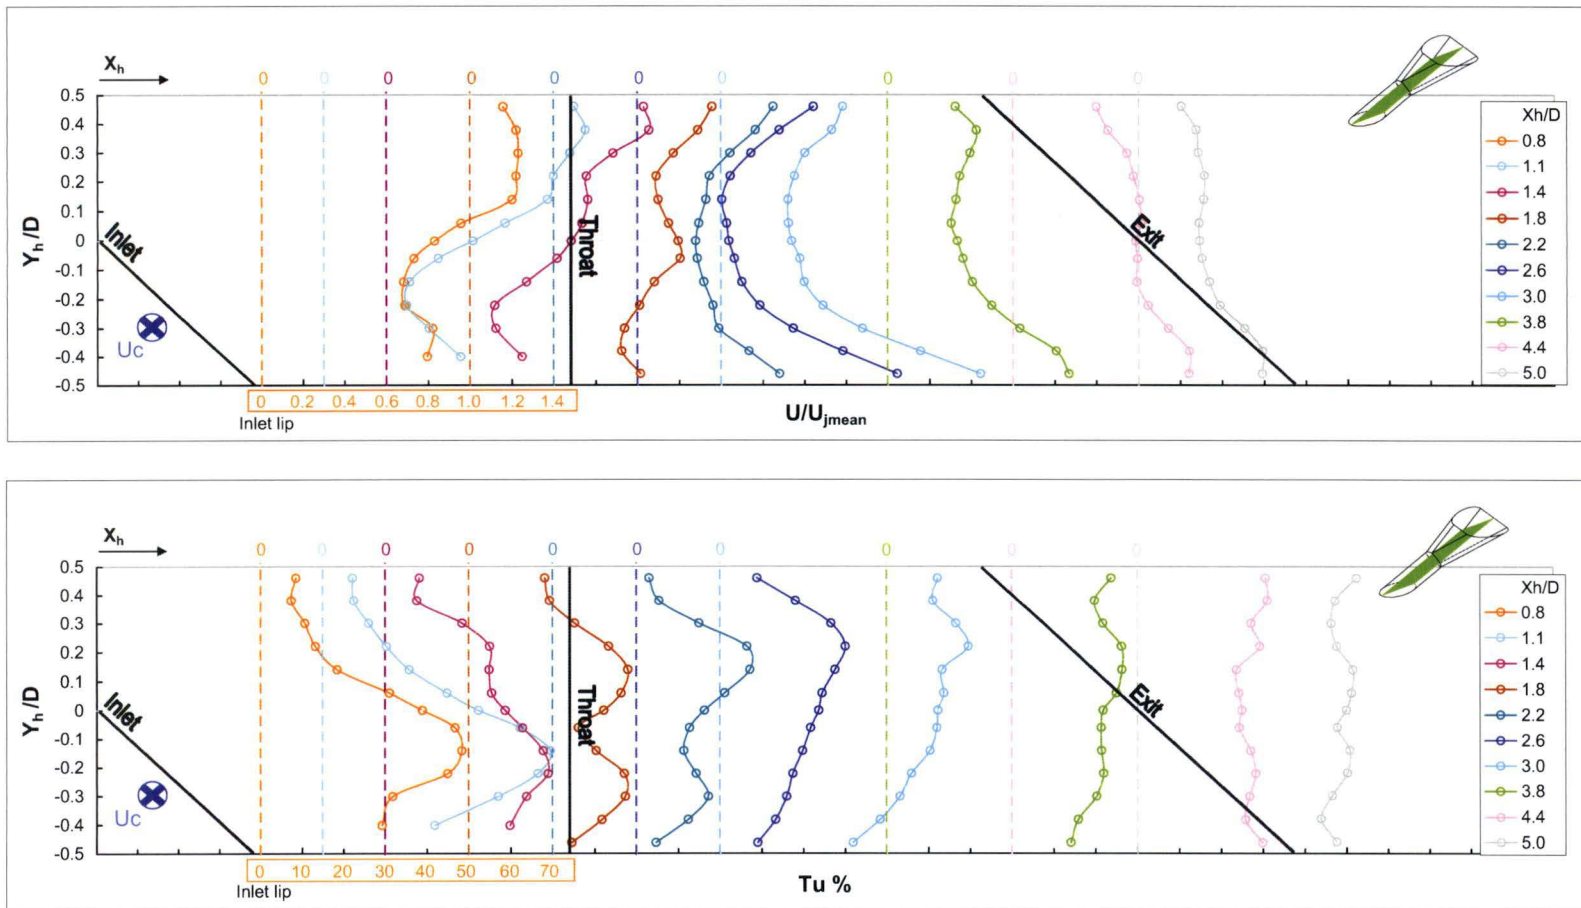 Xh
0 0 0 0 0 0 0 0 0 0
0.5
0.4
0.3
0.2
0.1
0
-0.1
-0.2
-0.3
-0.4
-0.5
Yh/D
Inlet
Uc
Throat
Exit
Xh/D
0.8
1.1
1.4
1.8
2.2
2.6
3.0
3.8
4.4
5.0
0 0.2 0.4 0.6 0.8 1.0 1.2 1.4
Inlet lip
U/Ujmean
Xh
0 0 0 0 0 0 0 0 0 0
0.5
0.4
0.3
0.2
0.1
0
-0.1
-0.2
-0.3
-0.4
-0.5
Yh/D
Inlet
Uc
Throat
Exit
Xh/D
0.8
1.1
1.4
1.8
2.2
2.6
3.0
3.8
4.4
5.0
0 10 20 30 40 50 60 70
Inlet lip
Tu %